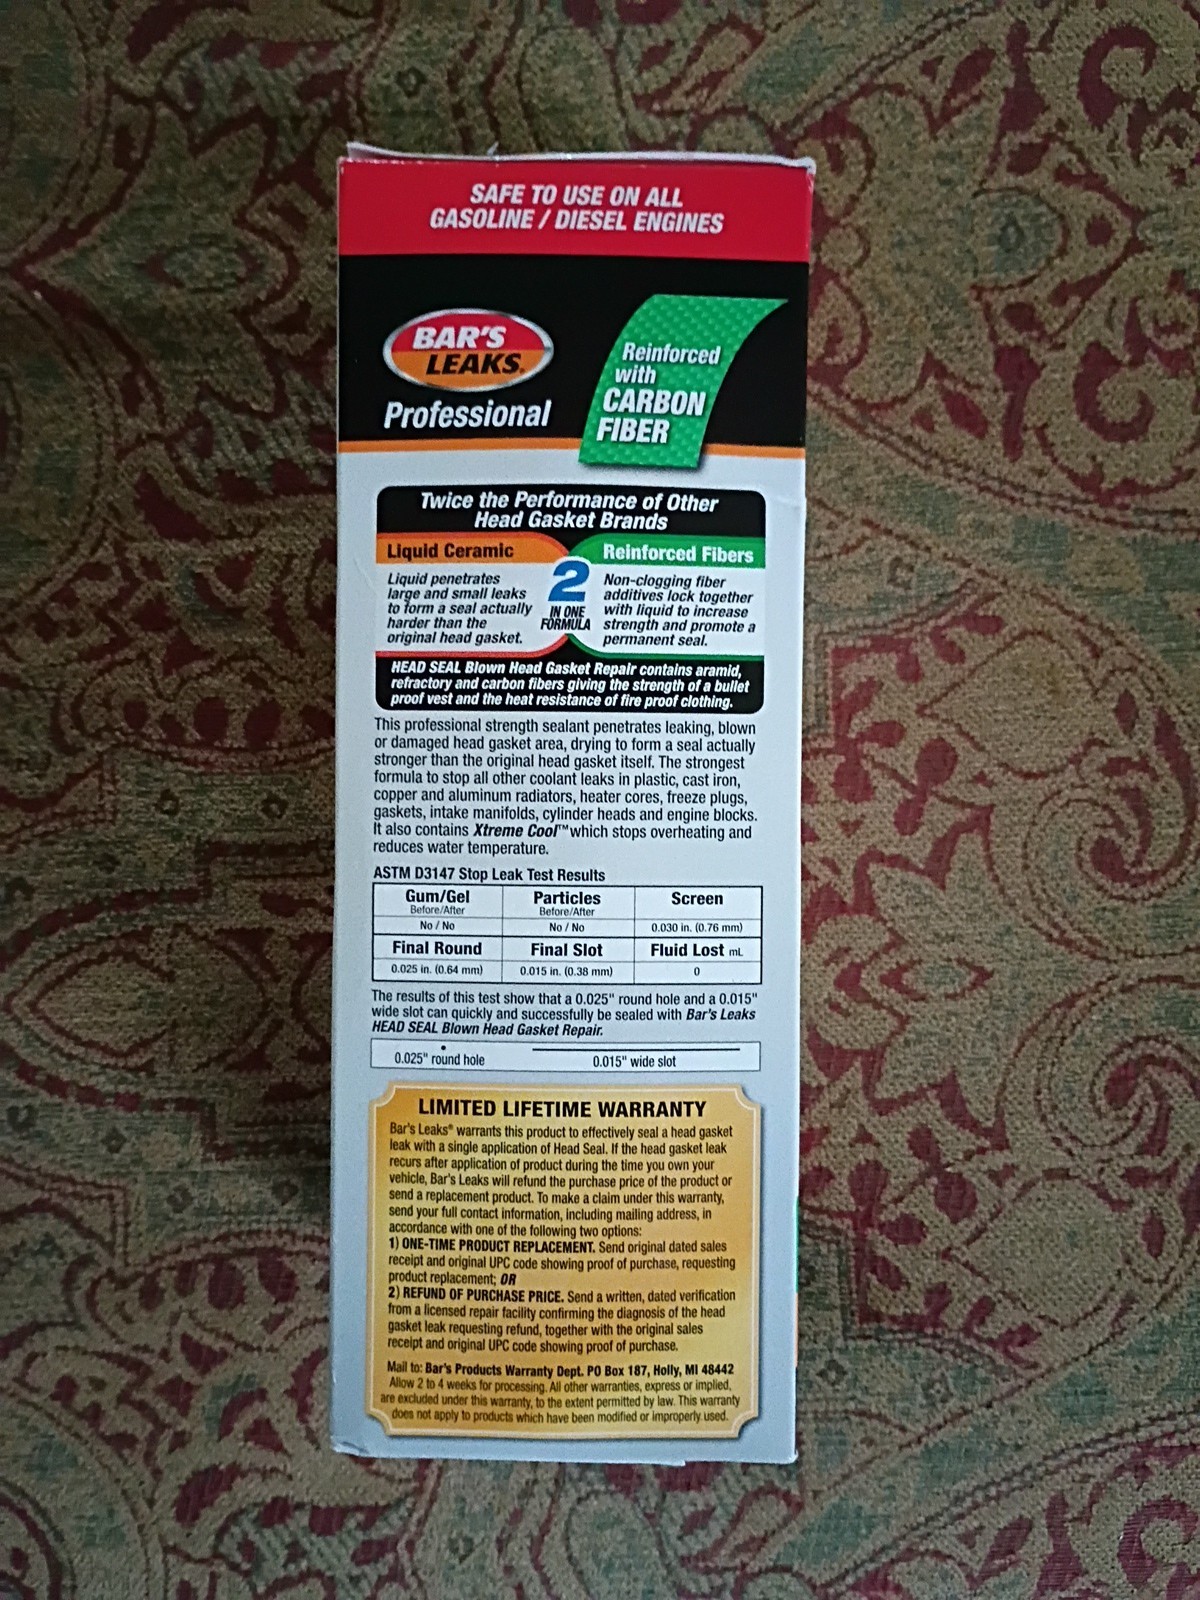 SAFE TO USE ON ALL
GASOLINE / DIESEL ENGINES
BAR'S
LEAKS®
Professional
Reinforced
with
CARBON
FIBER
Twice the Performance of Other
Head Gasket Brands
Liquid Ceramic
Liquid penetrates
large and small leaks
to form a seal actually
harder than the
original head gasket.
2
IN ONE
FORMULA
Reinforced Fibers
Non-clogging fiber
additives lock together
with liquid to increase
strength and promote a
permanent seal.
HEAD SEAL Blown Head Gasket Repair contains aramid,
refractory and carbon fibers giving the strength of a bullet
proof vest and the heat resistance of fire proof clothing.
This professional strength sealant penetrates leaking, blown
or damaged head gasket area, drying to form a seal actually
stronger than the original head gasket itself. The strongest
formula to stop all other coolant leaks in plastic, cast iron,
copper and aluminum radiators, heater cores, freeze plugs,
gaskets, intake manifolds, cylinder heads and engine blocks.
It also contains Xtreme Cool™ which stops overheating and
reduces water temperature.
ASTM D3147 Stop Leak Test Results
Gum/Gel Particles Screen
Before/After Before/After
No / No No / No 0.030 in. (0.76 mm)
Final Round Final Slot Fluid Lost mL
0.025 in. (0.64 mm) 0.015 in. (0.38 mm) 0
The results of this test show that a 0.025" round hole and a 0.015"
wide slot can quickly and successfully be sealed with Bar's Leaks
HEAD SEAL Blown Head Gasket Repair.
0.025" round hole 0.015" wide slot
LIMITED LIFETIME WARRANTY
Bar's Leaks® warrants this product to effectively seal a head gasket
leak with a single application of Head Seal. If the head gasket leak
recurs after application of product during the time you own your
vehicle, Bar's Leaks will refund the purchase price of the product or
send a replacement product. To make a claim under this warranty,
send your full contact information, including mailing address, in
accordance with one of the following two options:
1) ONE-TIME PRODUCT REPLACEMENT. Send original dated sales
receipt and original UPC code showing proof of purchase, requesting
product replacement; OR
2) REFUND OF PURCHASE PRICE. Send a written, dated verification
from a licensed repair facility confirming the diagnosis of the head
gasket leak requesting refund, together with the original sales
receipt and original UPC code showing proof of purchase.
Mail to: Bar's Products Warranty Dept. PO Box 187, Holly, MI 48442
Allow 2 to 4 weeks for processing. All other warranties, express or implied,
are excluded under this warranty, to the extent permitted by law. This warranty
does not apply to products which have been modified or improperly used.